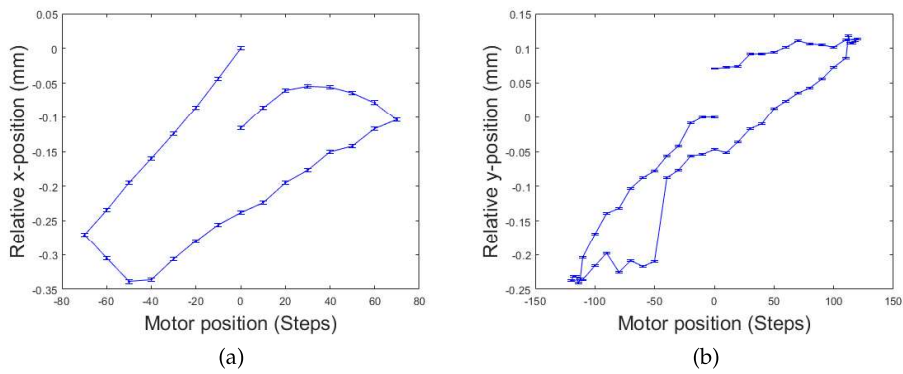 0.05
0
-0.05
-0.1
-0.15
-0.2
-0.25
-0.3
-0.35
Relative x-position (mm)
-80 -60 -40 -20 0 20 40 60 80
Motor position (Steps)
(a)
0.15
0.1
0.05
0
-0.05
-0.1
-0.15
-0.2
-0.25
Relative y-position (mm)
-150 -100 -50 0 50 100 150
Motor position (Steps)
(b)